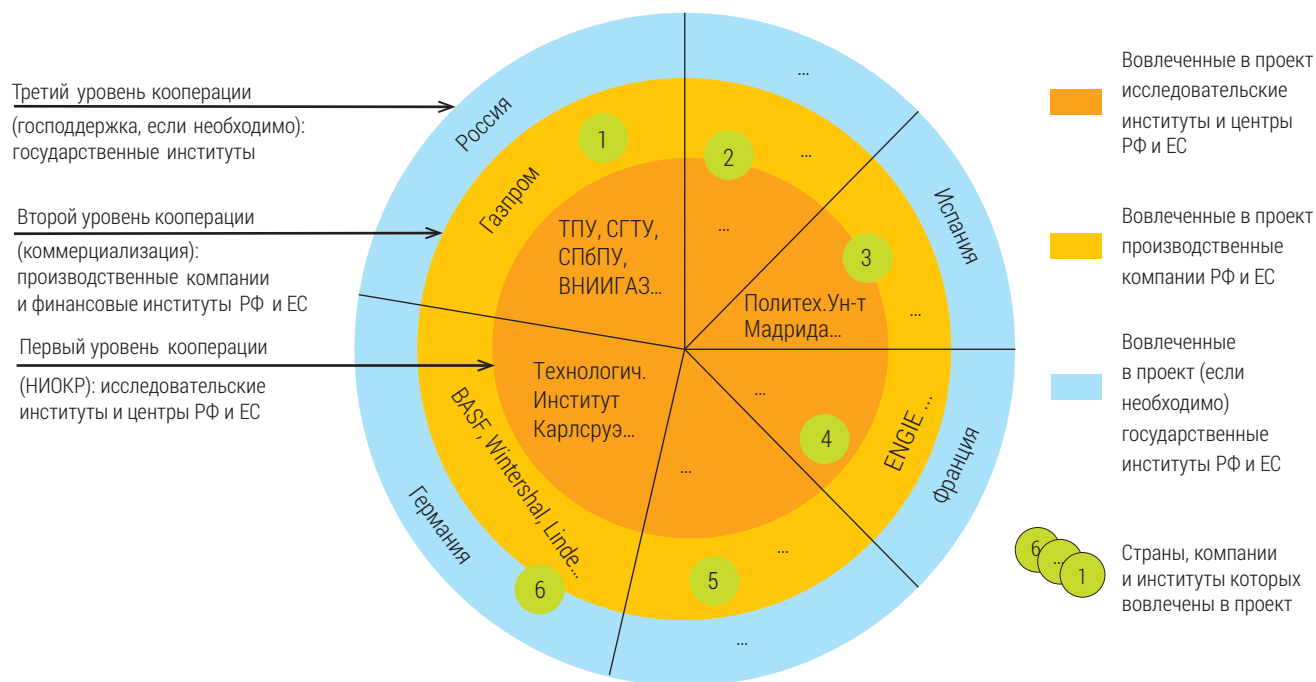 Третий уровень кооперации
(господдержка, если необходимо):
государственные институты
Второй уровень кооперации
(коммерциализация):
производственные компании
и финансовые институты РФ и ЕС
Первый уровень кооперации
(НИОКР): исследовательские
институты и центры РФ и ЕС
Россия
Газпром
1
ТПУ, СГТУ,
СПбПУ,
ВНИИГАЗ...
...
2
...
...
Испания
3
...
Политех.Ун-т
Мадрида...
Франция
ENGIE ...
4
...
...
5
...
...
Германия
BASF, Wintershal, Linde...
6
Технологич.
Институт
Карлсруэ...
Вовлеченные в проект
исследовательские
институты и центры
РФ и ЕС
Вовлеченные в проект
производственные
компании РФ и ЕС
Вовлеченные
в проект (если
необходимо)
государственные
институты РФ и ЕС
6 ... 1
Страны, компании
и институты которых
вовлечены в проект